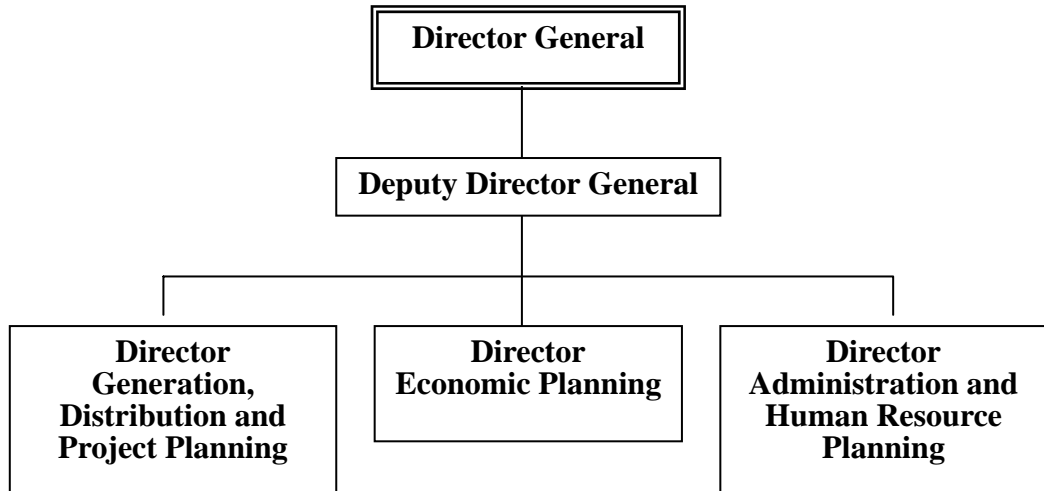 Director General
Deputy Director General
Director
Generation,
Distribution and
Project Planning
Director
Economic Planning
Director
Administration and
Human Resource
Planning